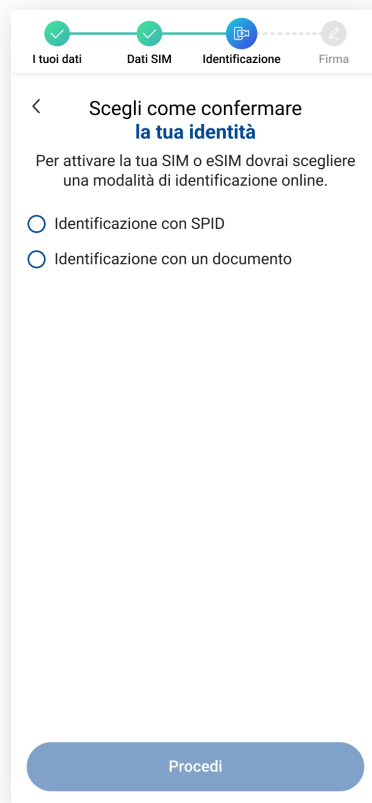 I tuoi dati
Dati SIM
Identificazione
Firma
Scegli come confermare
la tua identità
Per attivare la tua SIM o eSIM dovrai scegliere
una modalità di identificazione online.
Identificazione con SPID
Identificazione con un documento
Procedi